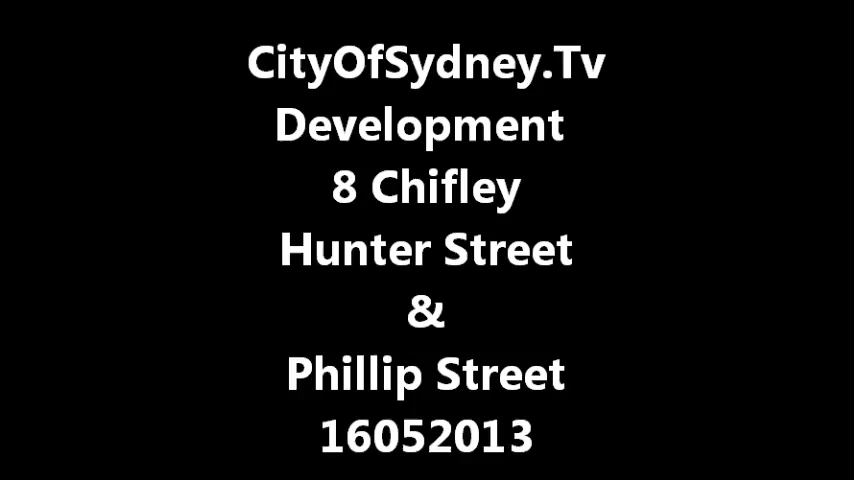 CityOfSydney.Tv
Development
8 Chifley
Hunter Street
&
Phillip Street
16052013